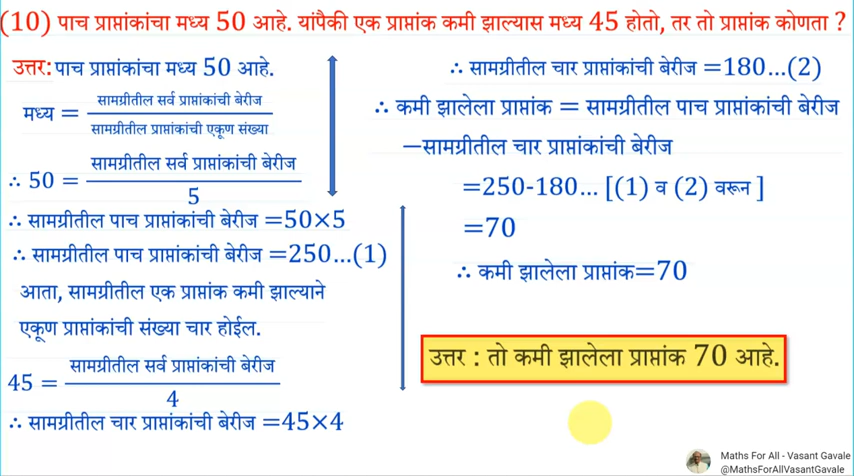 (10) पाच प्राप्तांकांचा मध्य 50 आहे. यांपैकी एक प्राप्तांक कमी झाल्यास मध्य 45 होतो, तर तो प्राप्तांक कोणता ?
उत्तर: पाच प्राप्तांकांचा मध्य 50 आहे.
मध्य = सामग्रीतील सर्व प्राप्तांकांची बेरीज
सामग्रीतील प्राप्तांकांची एकूण संख्या
∴ 50 = सामग्रीतील सर्व प्राप्तांकांची बेरीज
5
∴ सामग्रीतील पाच प्राप्तांकांची बेरीज =50×5
∴ सामग्रीतील पाच प्राप्तांकांची बेरीज =250...(1)
आता, सामग्रीतील एक प्राप्तांक कमी झाल्याने
एकूण प्राप्तांकांची संख्या चार होईल.
45 = सामग्रीतील सर्व प्राप्तांकांची बेरीज
4
∴ सामग्रीतील चार प्राप्तांकांची बेरीज =45×4
∴ सामग्रीतील चार प्राप्तांकांची बेरीज =180...(2)
∴ कमी झालेला प्राप्तांक = सामग्रीतील पाच प्राप्तांकांची बेरीज
−सामग्रीतील चार प्राप्तांकांची बेरीज
=250-180... [(1) व (2) वरून ]
=70
∴ कमी झालेला प्राप्तांक=70
उत्तर : तो कमी झालेला प्राप्तांक 70 आहे.
Maths For All - Vasant Gavale
@MathsForAllVasantGavale